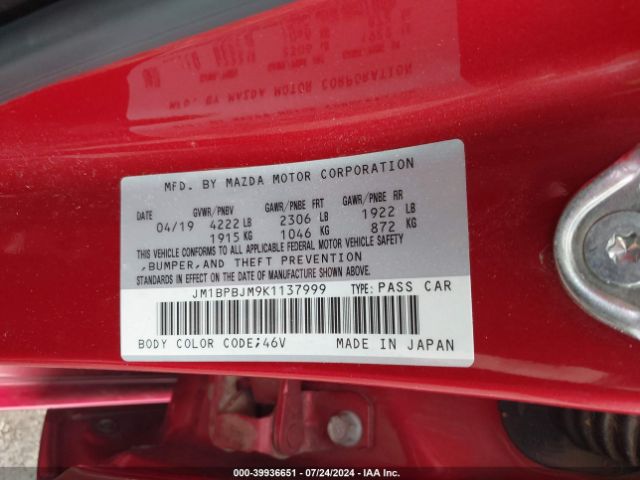 MFD. BY MAZDA MOTOR CORPORATION
DATE GVWR/PNBV GAWR/PNBE FRT GAWR/PNBE RR
04/19 4222 LB 2306 LB 1922 LB
1915 KG 1046 KG 872 KG
THIS VEHICLE CONFORMS TO ALL APPLICABLE FEDERAL MOTOR VEHICLE SAFETY
,BUMPER,AND THEFT PREVENTION
STANDARDS IN EFFECT ON THE DATE OF MANUFACTURE SHOWN ABOVE.
JM1BPBJM9K1137999 TYPE: PASS CAR
BODY COLOR CODE;46V MADE IN JAPAN
000-39936651 - 07/24/2024 - IAA Inc.